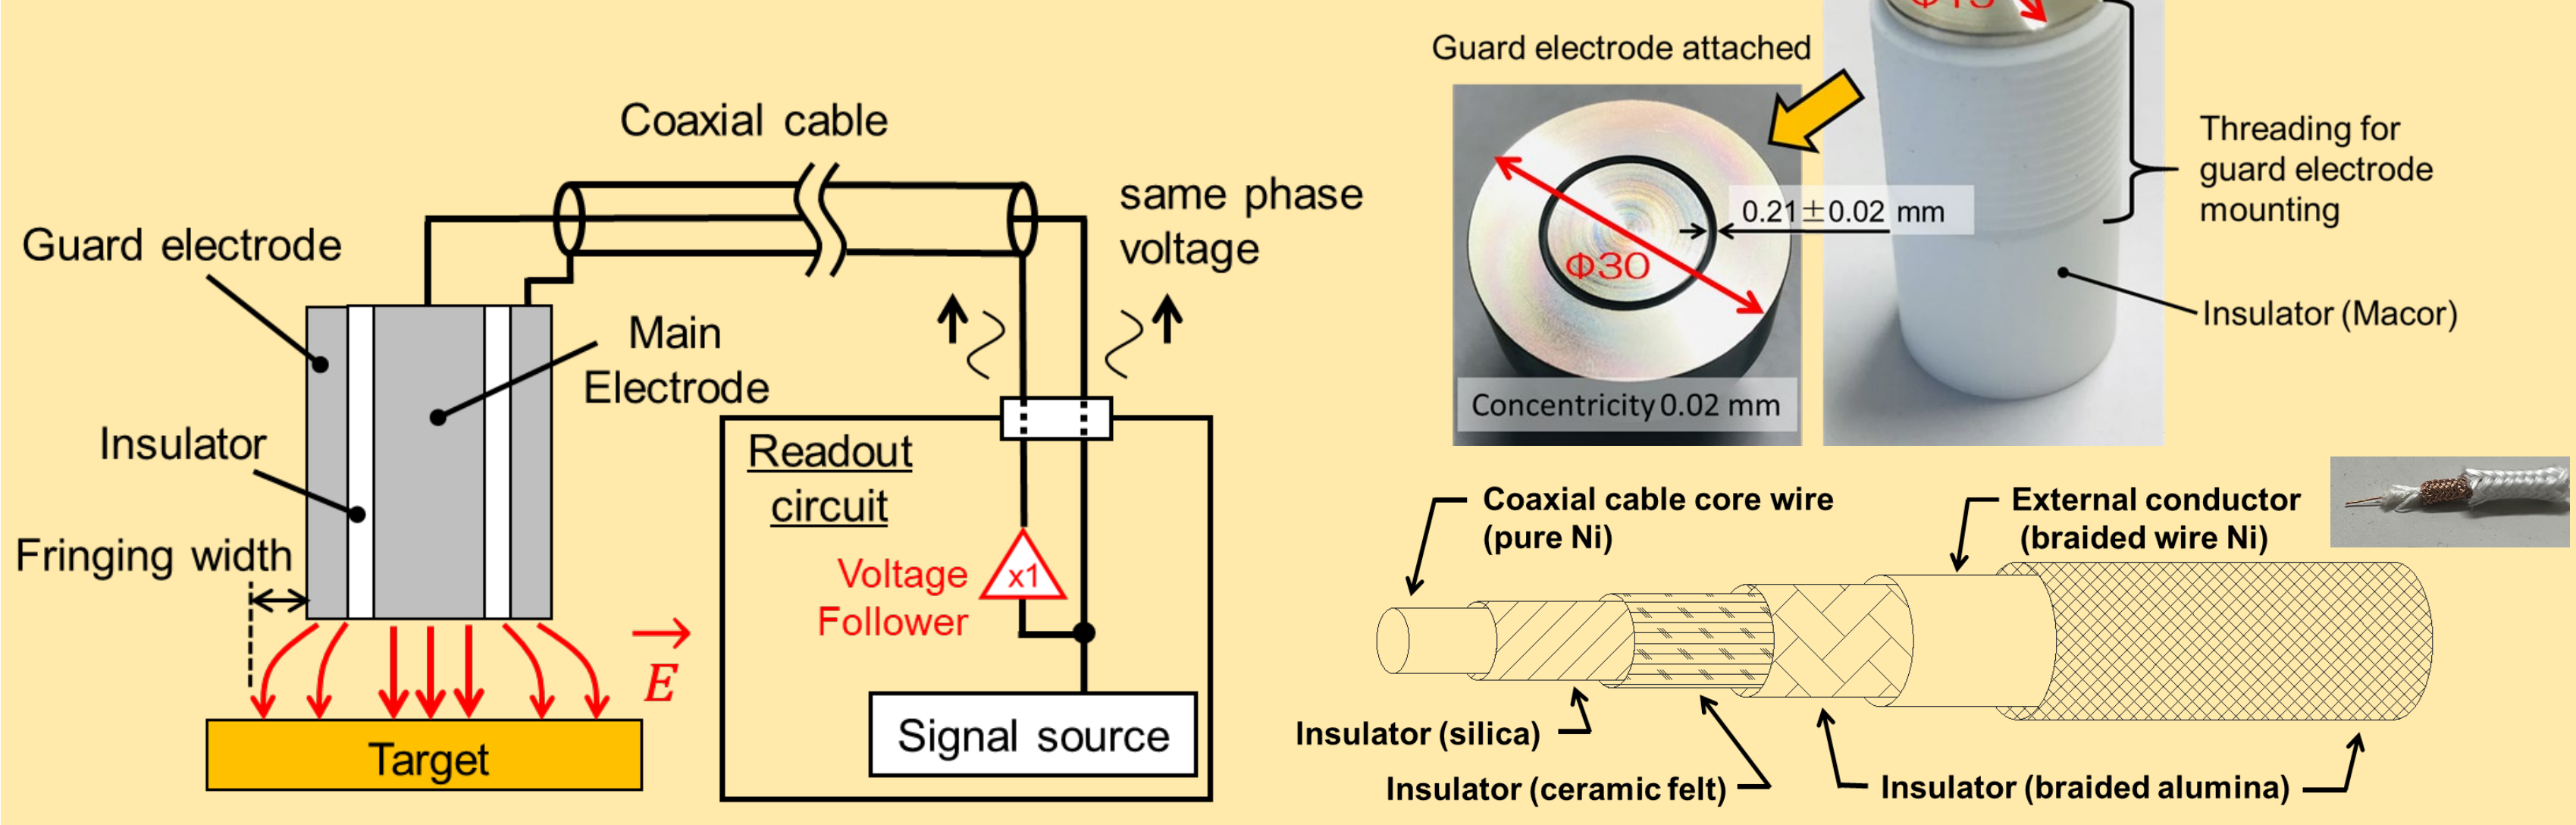 Coaxial cable
same phase
voltage
Guard electrode
Main
Electrode
Insulator
Fringing width
Readout
circuit
Voltage
Follower
x1
E
Signal source
Target
Guard electrode attached
Threading for
guard electrode
mounting
0.21±0.02 mm
Φ30
Insulator (Macor)
Concentricity 0.02 mm
Coaxial cable core wire
(pure Ni)
External conductor
(braided wire Ni)
Insulator (silica)
Insulator (ceramic felt)
Insulator (braided alumina)